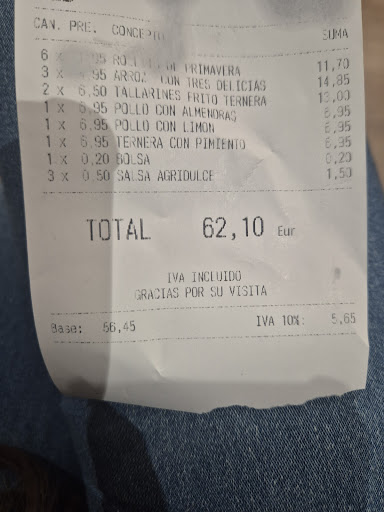 CAN. PRE. CONCEPTO SUMA
6 x 95 ROLLO DE PRIMAVERA 11,70
3 x 95 ARROZ CON TRES DELICIAS 14,85
2 x 6,50 TALLARINES FRITO TERNERA 13,00
1 x 6,95 POLLO CON ALMENDRAS 6,95
1 x 6,95 POLLO CON LIMON 6,95
1 x 6,95 TERNERA CON PIMIENTO 6,95
1 x 0,20 BOLSA 0,20
3 x 0,50 SALSA AGRIDULCE 1,50
TOTAL 62,10 Eur
IVA INCLUIDO
GRACIAS POR SU VISITA
Base: 56,45 IVA 10%: 5,65